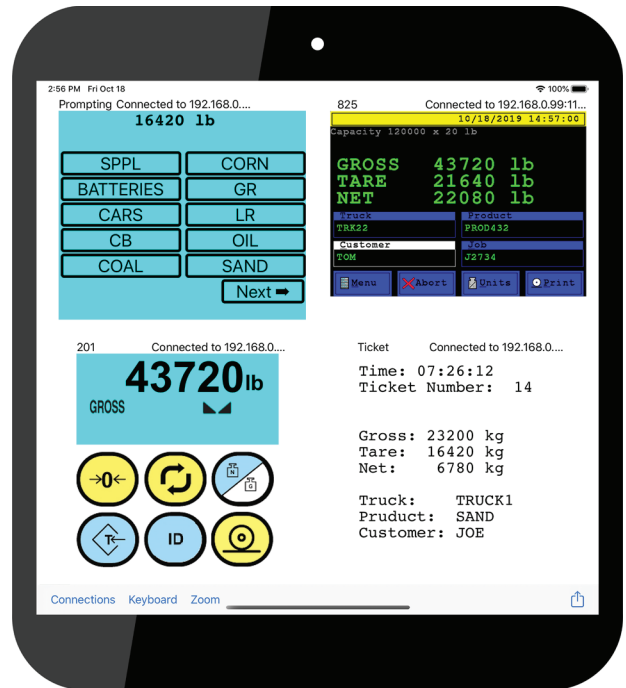 2:56 PM Fri Oct 18 100%
Prompting Connected to 192.168.0....
16420 lb
SPPL CORN
BATTERIES GR
CARS LR
CB OIL
COAL SAND
Next ➡
825 Connected to 192.168.0.99:11...
10/18/2019 14:57:00
Capacity 120000 x 20 lb
GROSS 43720 lb
TARE 21640 lb
NET 22080 lb
Truck Product
TRK22 PROD432
Customer Job
TOM J2734
Menu Abort Units Print
201 Connected to 192.168.0....
43720 lb
GROSS
→0← N G
T← ID
Ticket Connected to 192.168.0....
Time: 07:26:12
Ticket Number: 14
Gross: 23200 kg
Tare: 16420 kg
Net: 6780 kg
Truck: TRUCK1
Pruduct: SAND
Customer: JOE
Connections Keyboard Zoom